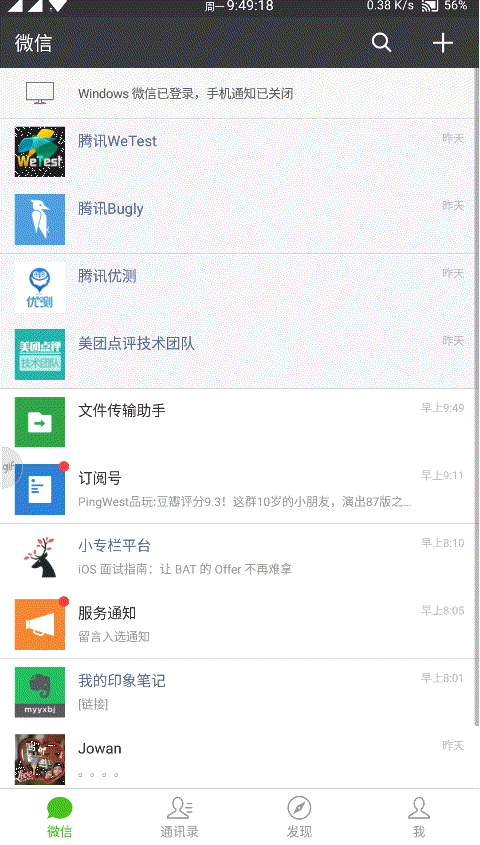 周一 9:49:18 0.38 K/s 56%
微信
Windows 微信已登录，手机通知已关闭
腾讯WeTest 昨天
WeTest
腾讯Bugly 昨天
腾讯优测 昨天
优测
美团点评技术团队 昨天
美团点评
技术团队
文件传输助手 早上9:49
gif
订阅号 早上9:11
PingWest品玩:豆瓣评分9.3！这群10岁的小朋友，演出87版之...
小专栏平台 早上8:10
iOS 面试指南：让 BAT 的 Offer 不再难拿
服务通知 早上8:05
留言入选通知
我的印象笔记 早上8:01
[链接]
myyxbj
Jowan 昨天
。。。。
微信 通讯录 发现 我